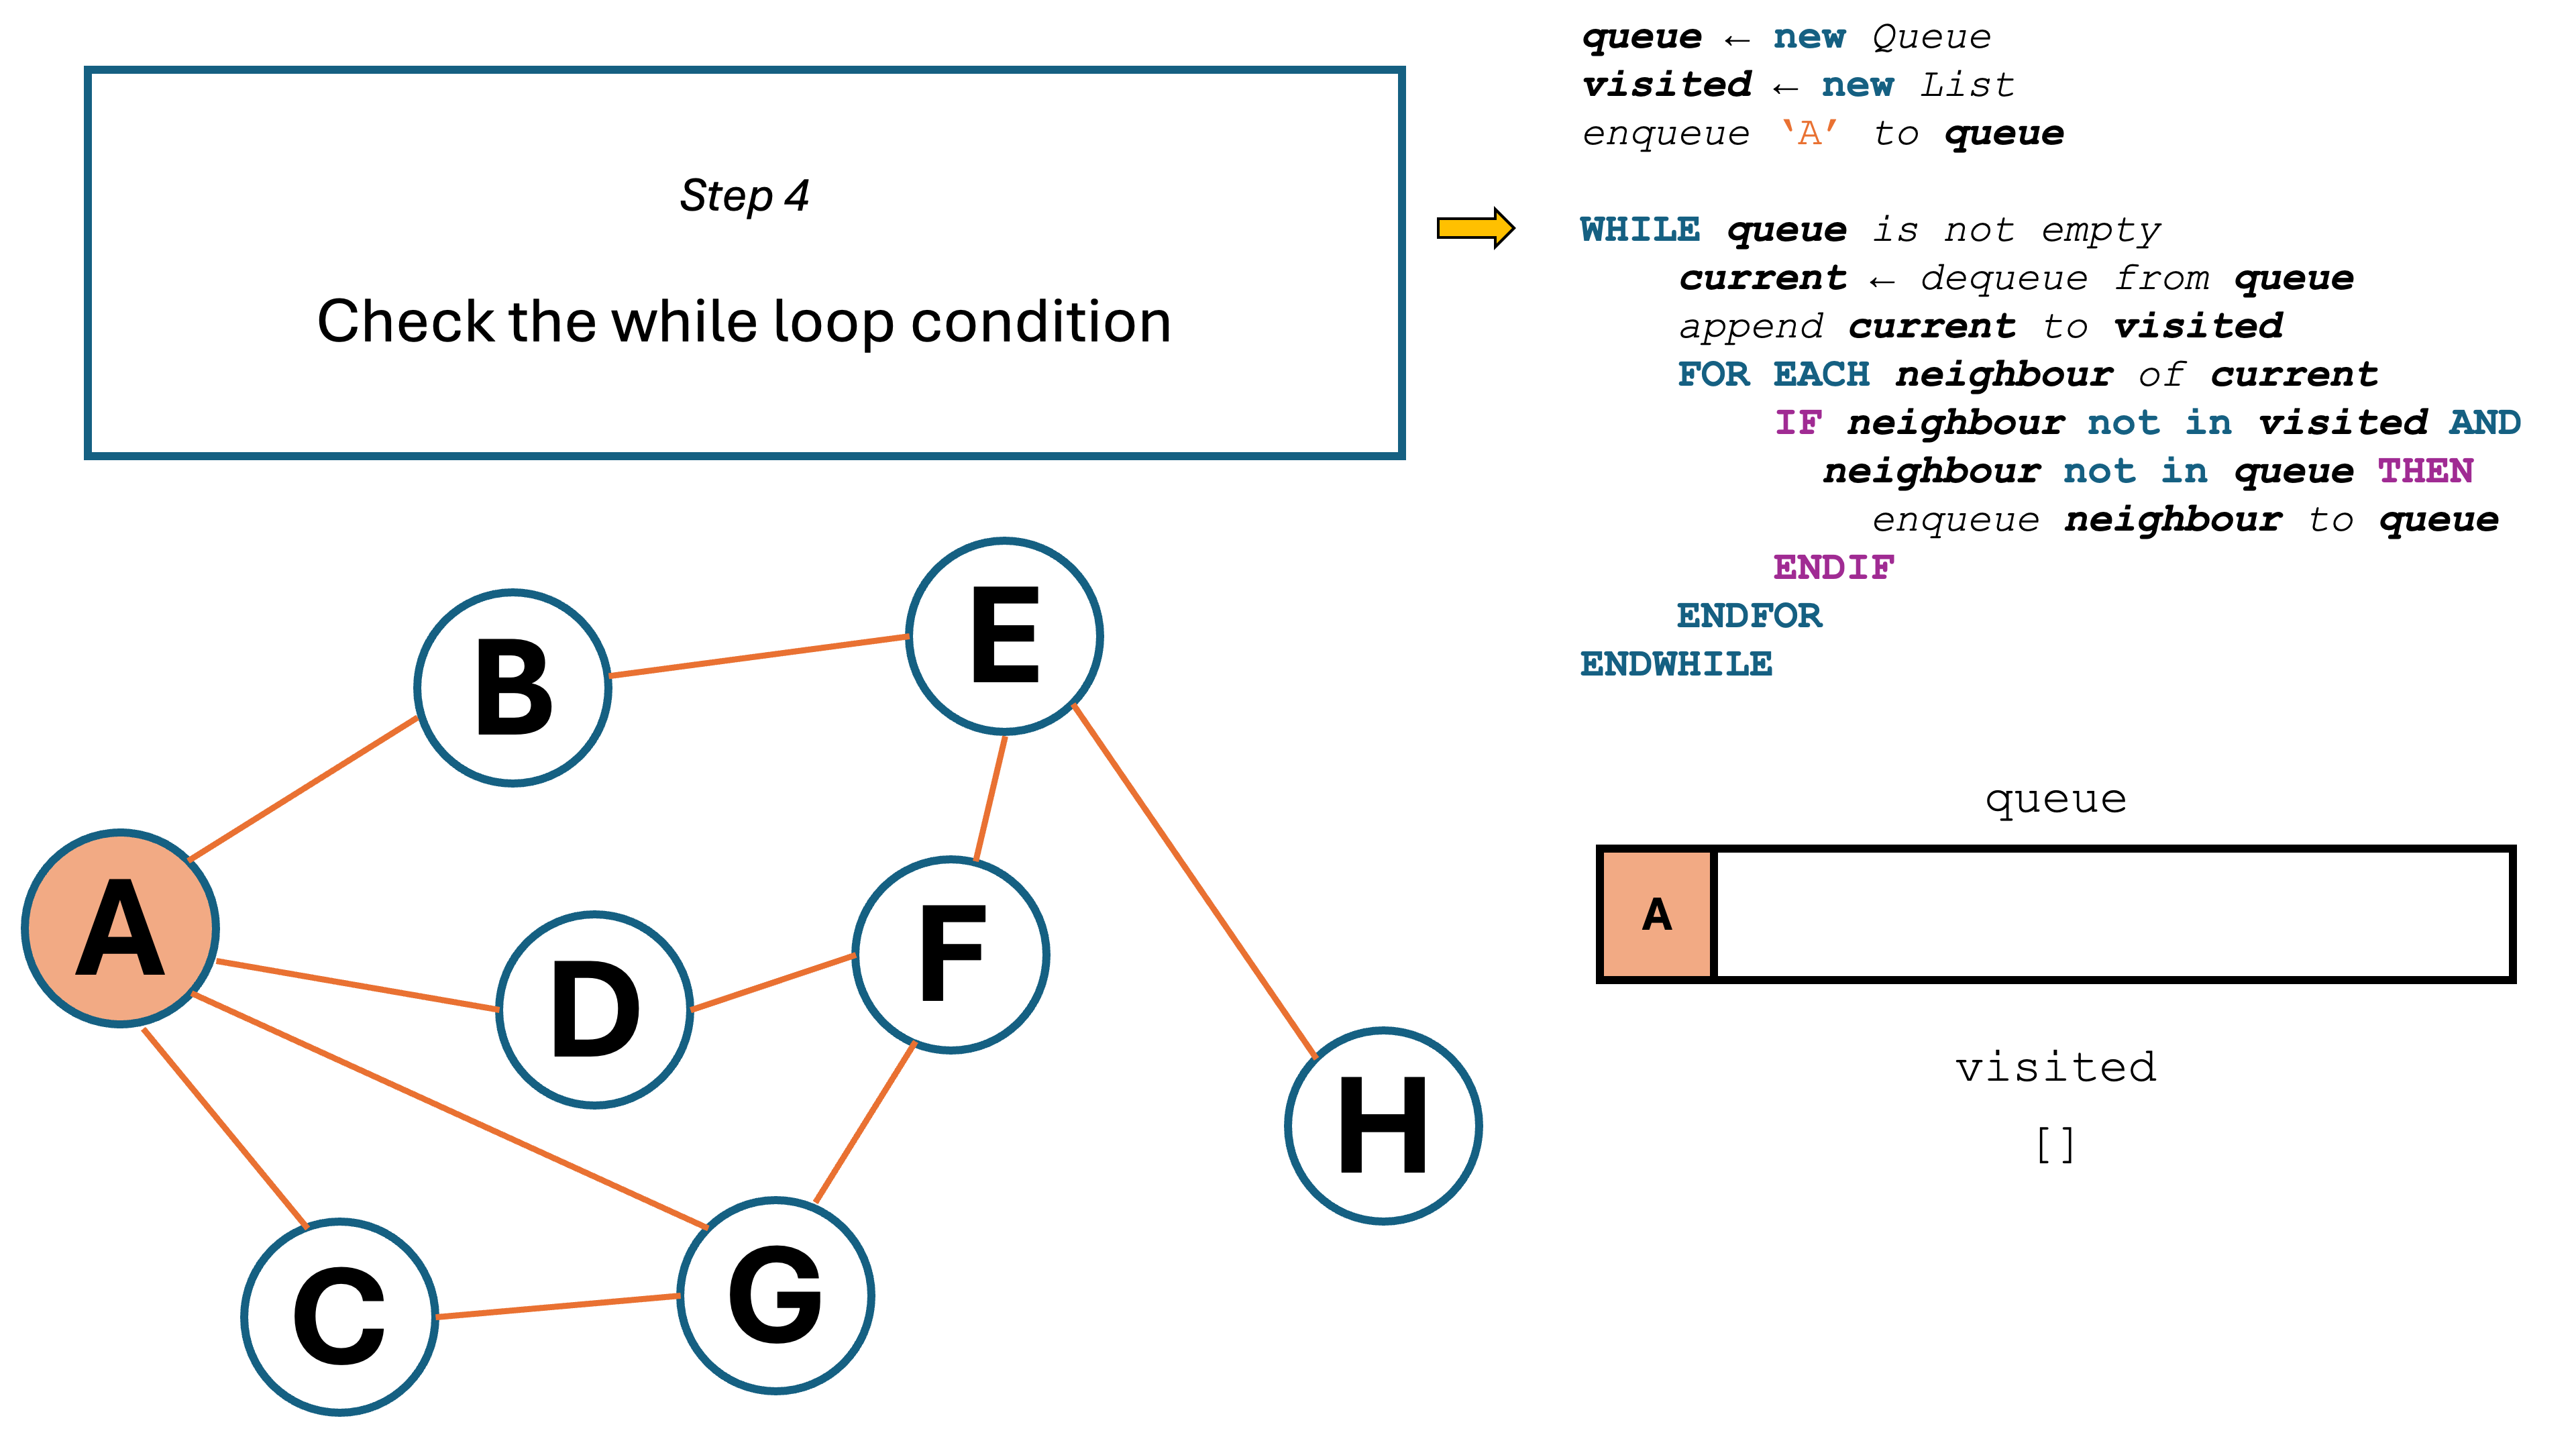 Step 4
Check the while loop condition
queue ← new Queue
visited ← new List
enqueue ‘A’ to queue
WHILE queue is not empty
current ← dequeue from queue
append current to visited
FOR EACH neighbour of current
IF neighbour not in visited AND
neighbour not in queue THEN
enqueue neighbour to queue
ENDIF
ENDFOR
ENDWHILE
B
E
A
D
F
C
G
H
queue
A
visited
[]